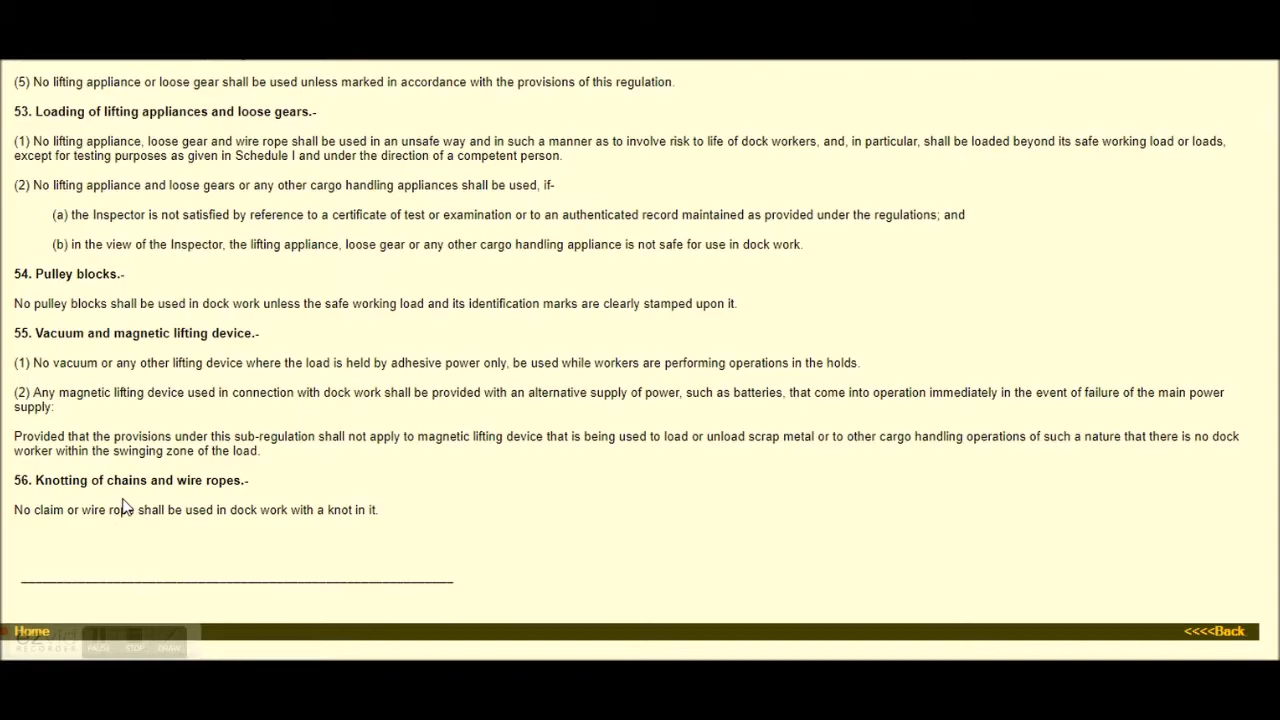 (5) No lifting appliance or loose gear shall be used unless marked in accordance with the provisions of this regulation.
53. Loading of lifting appliances and loose gears.-
(1) No lifting appliance, loose gear and wire rope shall be used in an unsafe way and in such a manner as to involve risk to life of dock workers, and, in particular, shall be loaded beyond its safe working load or loads,
except for testing purposes as given in Schedule I and under the direction of a competent person.
(2) No lifting appliance and loose gears or any other cargo handling appliances shall be used, if-
(a) the Inspector is not satisfied by reference to a certificate of test or examination or to an authenticated record maintained as provided under the regulations; and
(b) in the view of the Inspector, the lifting appliance, loose gear or any other cargo handling appliance is not safe for use in dock work.
54. Pulley blocks.-
No pulley blocks shall be used in dock work unless the safe working load and its identification marks are clearly stamped upon it.
55. Vacuum and magnetic lifting device.-
(1) No vacuum or any other lifting device where the load is held by adhesive power only, be used while workers are performing operations in the holds.
(2) Any magnetic lifting device used in connection with dock work shall be provided with an alternative supply of power, such as batteries, that come into operation immediately in the event of failure of the main power
supply:
Provided that the provisions under this sub-regulation shall not apply to magnetic lifting device that is being used to load or unload scrap metal or to other cargo handling operations of such a nature that there is no dock
worker within the swinging zone of the load.
56. Knotting of chains and wire ropes.-
No claim or wire rope shall be used in dock work with a knot in it.
Home <<<<Back
RECORDER PAUSE STOP DRAW